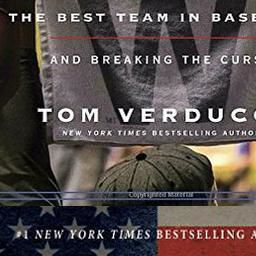 THE BEST TEAM IN BASE
AND BREAKING THE CURS
TOM VERDUCC
NEW YORK TIMES BESTSELLING AUTHO
Copyrighted Material
#1 NEW YORK TIMES BESTSELLING A